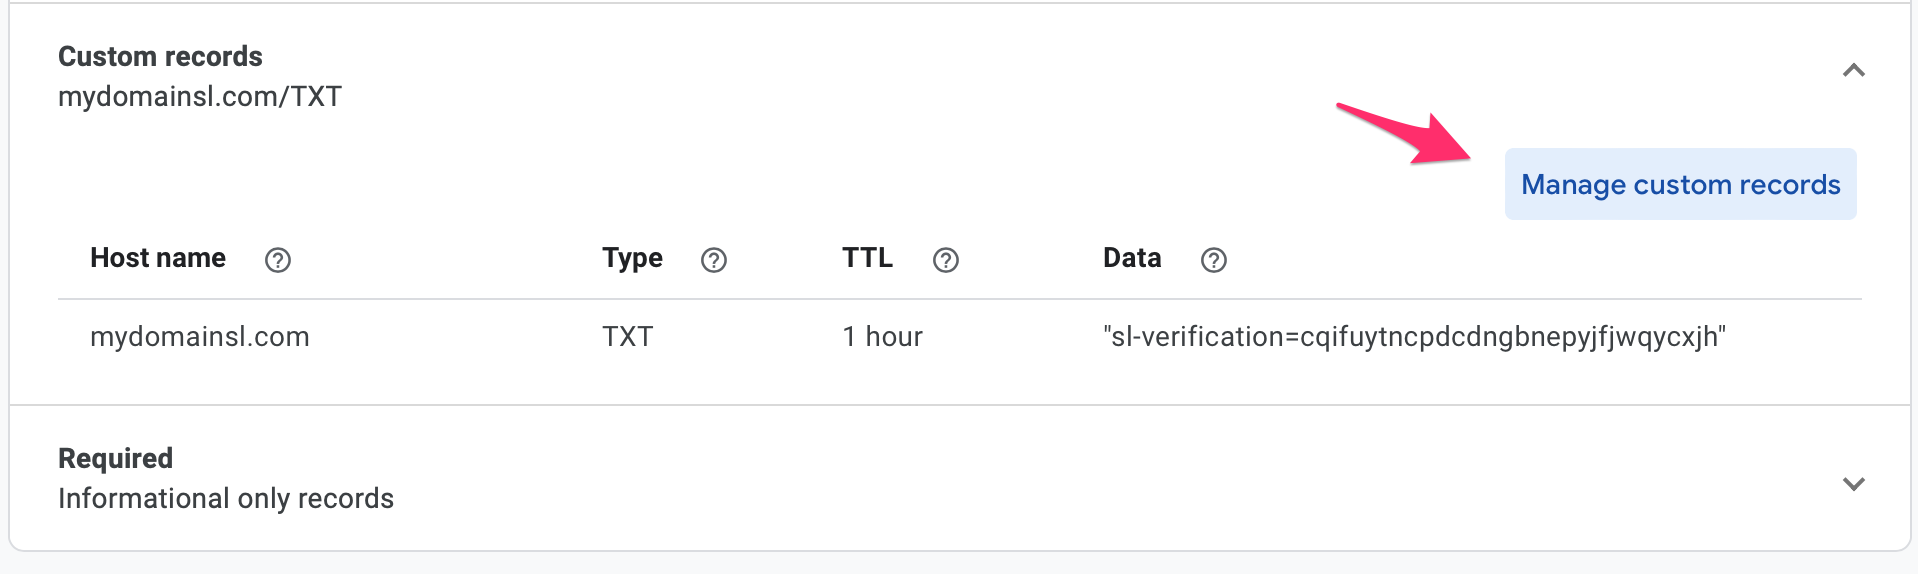 Custom records
mydomainsl.com/TXT
Manage custom records
Host name Type TTL Data
mydomainsl.com TXT 1 hour "sl-verification=cqifuytncpdcdngbnepyjfjwqycxjh"
Required
Informational only records